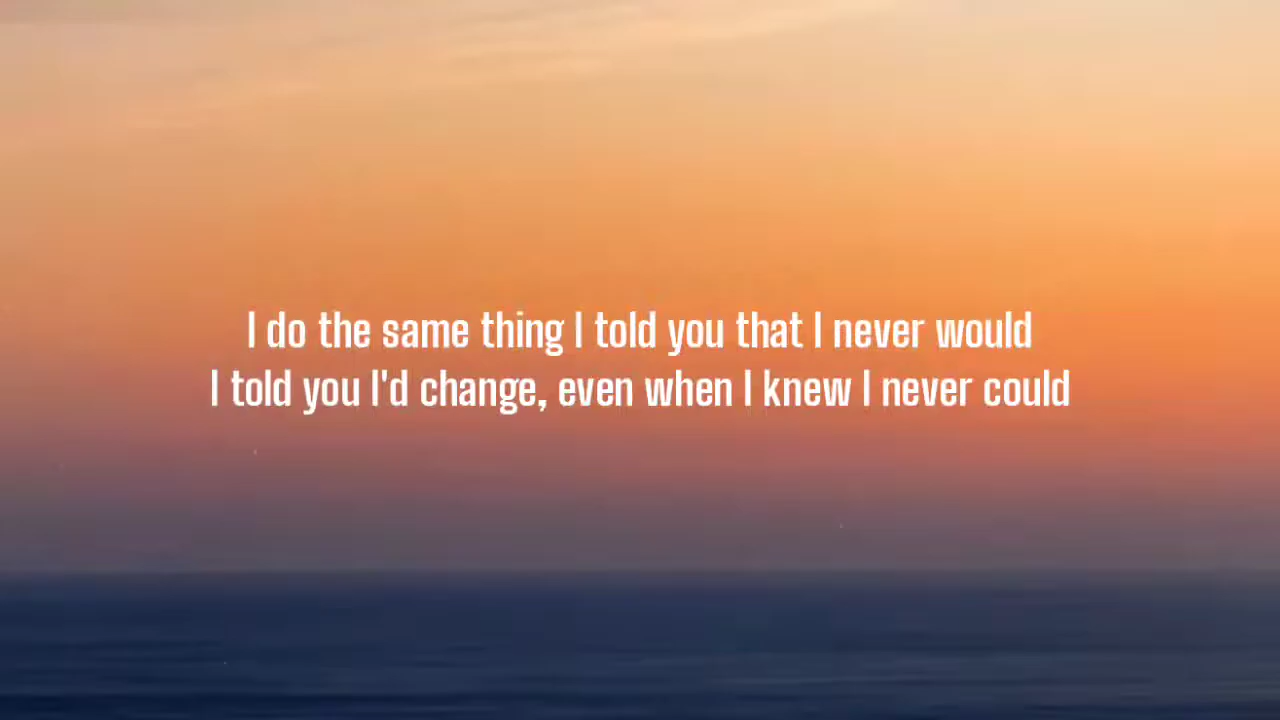 I do the same thing I told you that I never would
I told you I'd change, even when I knew I never could